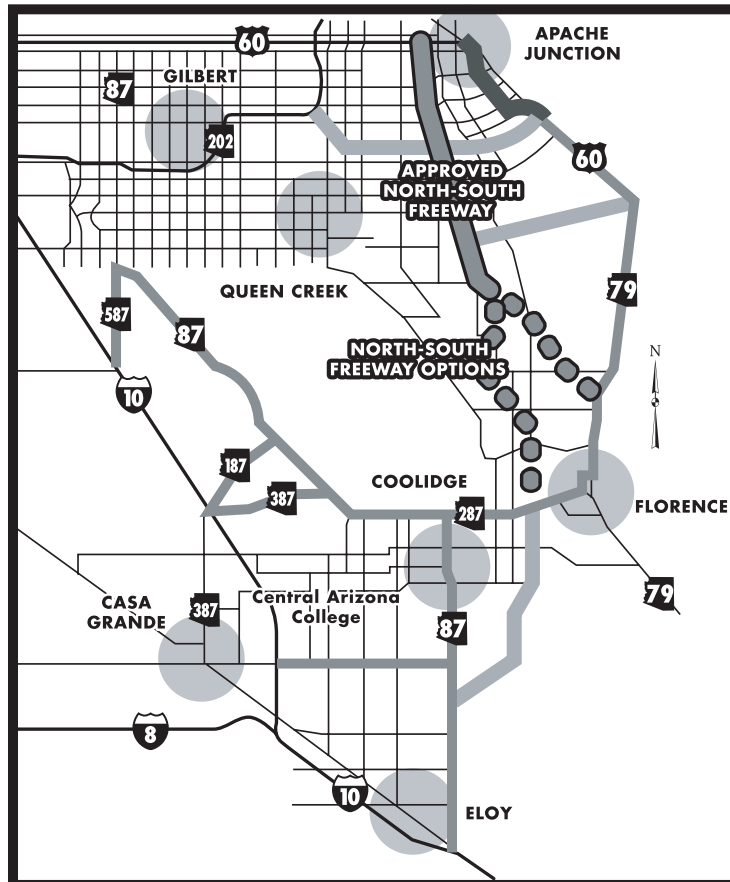 60
APACHE
JUNCTION
GILBERT
87
202
60
APPROVED
NORTH-SOUTH
FREEWAY
QUEEN CREEK
79
587
87
NORTH-SOUTH
FREEWAY OPTIONS
N
10
187
387
COOLIDGE
287
FLORENCE
CASA
GRANDE
387
Central Arizona
College
79
87
8
10
ELOY